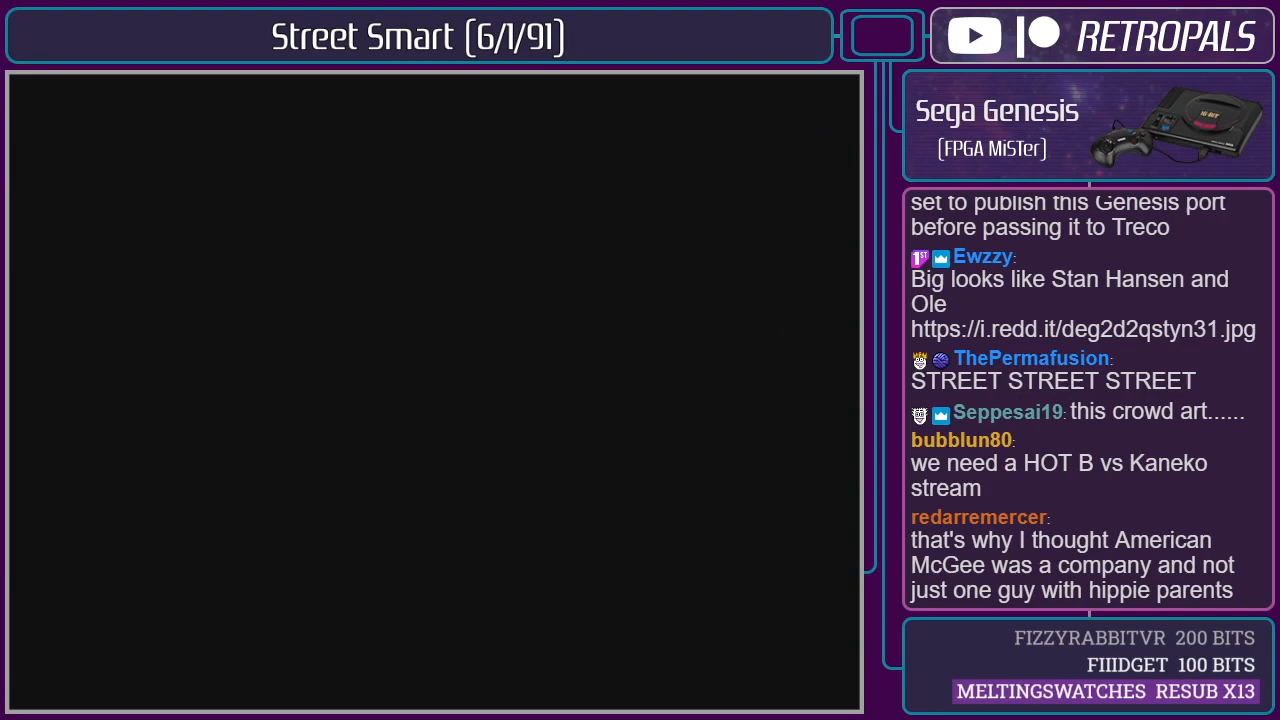 Street Smart (6/1/91)
RETROPALS
Sega Genesis
(FPGA MiSTer)
16-BIT
set to publish this Genesis port
before passing it to Treco
1ST Ewzzy:
Big looks like Stan Hansen and
Ole
https://i.redd.it/deg2d2qstyn31.jpg
ThePermafusion:
STREET STREET STREET
Seppesai19: this crowd art......
bubblun80:
we need a HOT B vs Kaneko
stream
redarremercer:
that's why I thought American
McGee was a company and not
just one guy with hippie parents
FIZZYRABBITVR 200 BITS
FIIIDGET 100 BITS
MELTINGSWATCHES RESUB X13